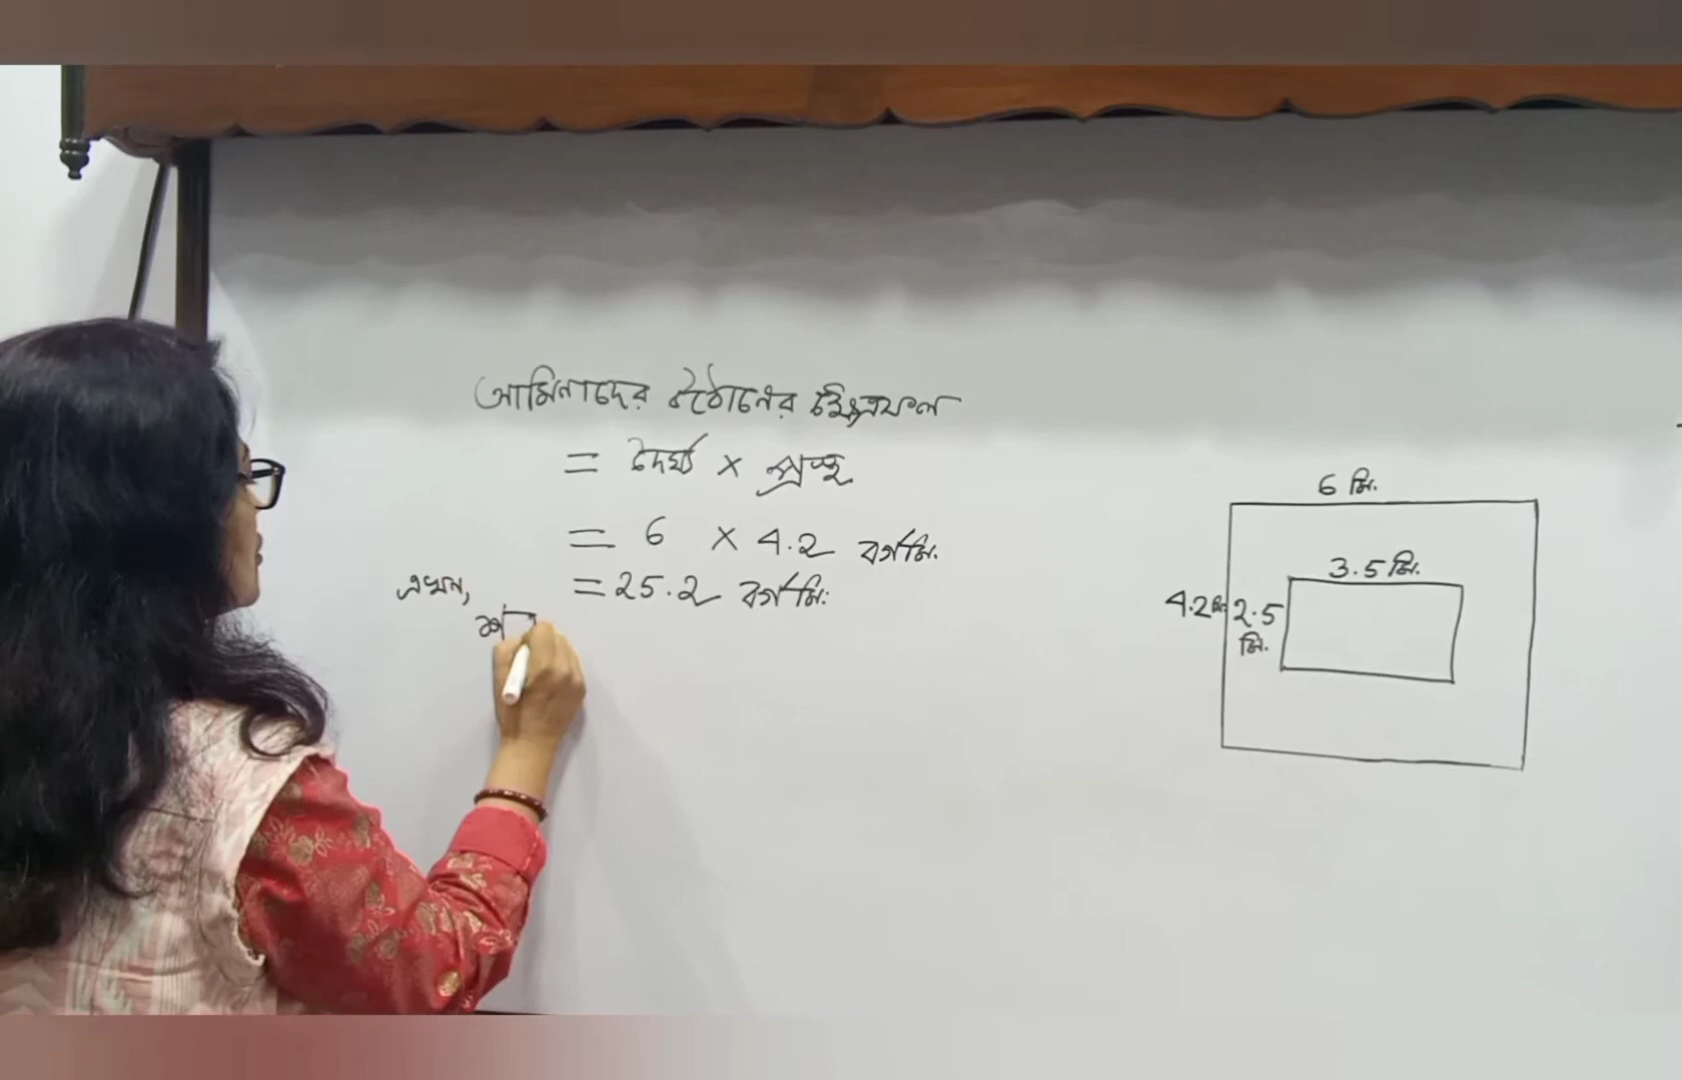 আমিনাদের উঠোনের ক্ষেত্রফল
= দৈর্ঘ্য × প্রস্থ
= 6 × 4.2 বর্গমি.
= 25.2 বর্গমি.
এখন,
6 মি.
3.5 মি.
4.2 মি.
2.5
মি.